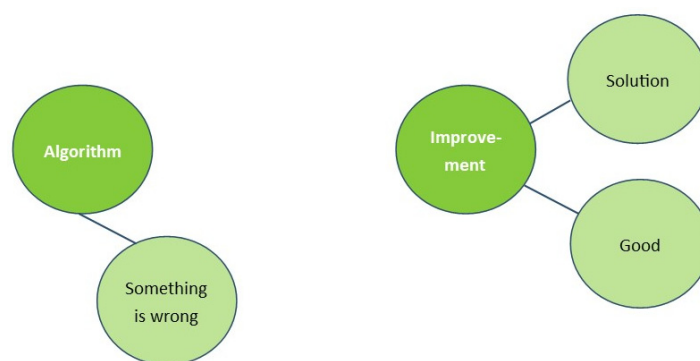 Algorithm
Something
is wrong
Improve-
ment
Solution
Good